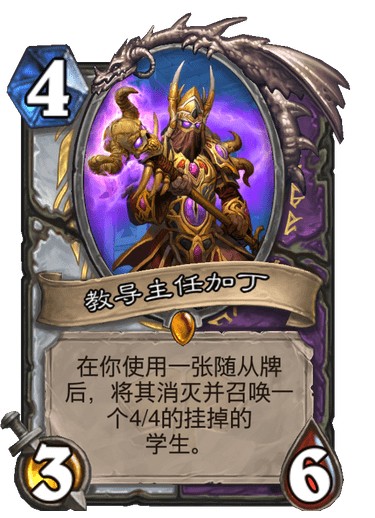 4
教导主任加丁
在你使用一张随从牌
后，将其消灭并召唤一
个4/4的挂掉的
学生。
3
6